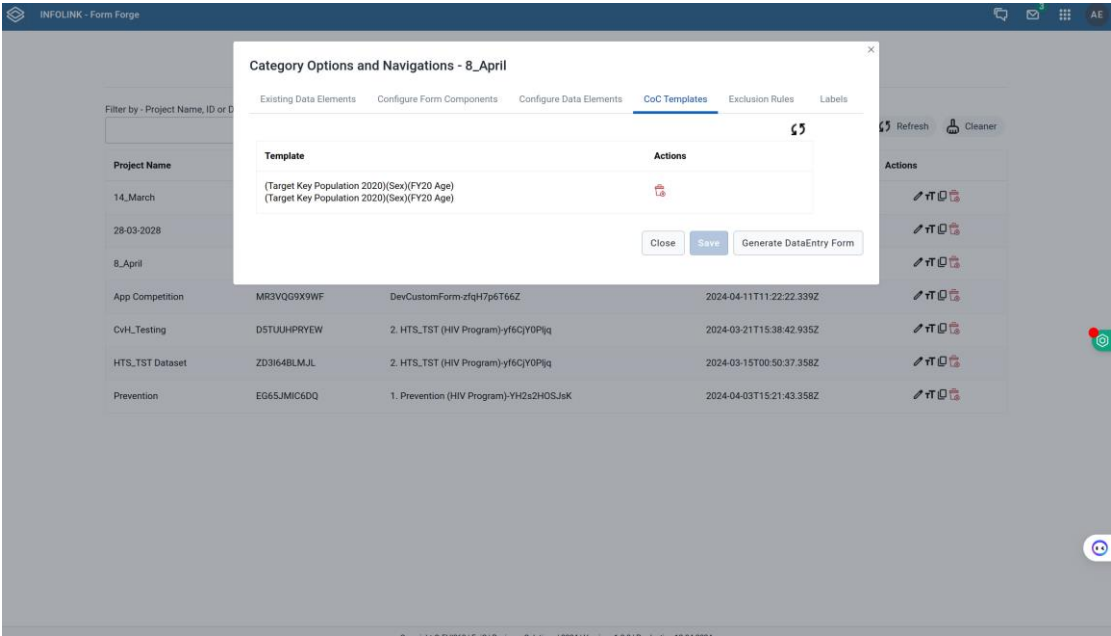 INFOLINK - Form Forge
3
AE
Category Options and Navigations - 8_April
×
Existing Data Elements Configure Form Components Configure Data Elements CoC Templates Exclusion Rules Labels
Filter by - Project Name, ID or D
Refresh Cleaner
Template Actions
(Target Key Population 2020)(Sex)(FY20 Age)
(Target Key Population 2020)(Sex)(FY20 Age)
Close Save Generate DataEntry Form
Project Name Actions
14_March
28-03-2028
8_April
App Competition MR3VQG9X9WF DevCustomForm-zfqH7p6T66Z 2024-04-11T11:22:22.339Z
CvH_Testing D5TUUHPRYEW 2. HTS_TST (HIV Program)-yf6CjY0Pljq 2024-03-21T15:38:42.935Z
HTS_TST Dataset ZD3I64BLMJL 2. HTS_TST (HIV Program)-yf6CjY0Pljq 2024-03-15T00:50:37.358Z
Prevention EG65JMIC6DQ 1. Prevention (HIV Program)-YH2s2HOSJsK 2024-04-03T15:21:43.358Z